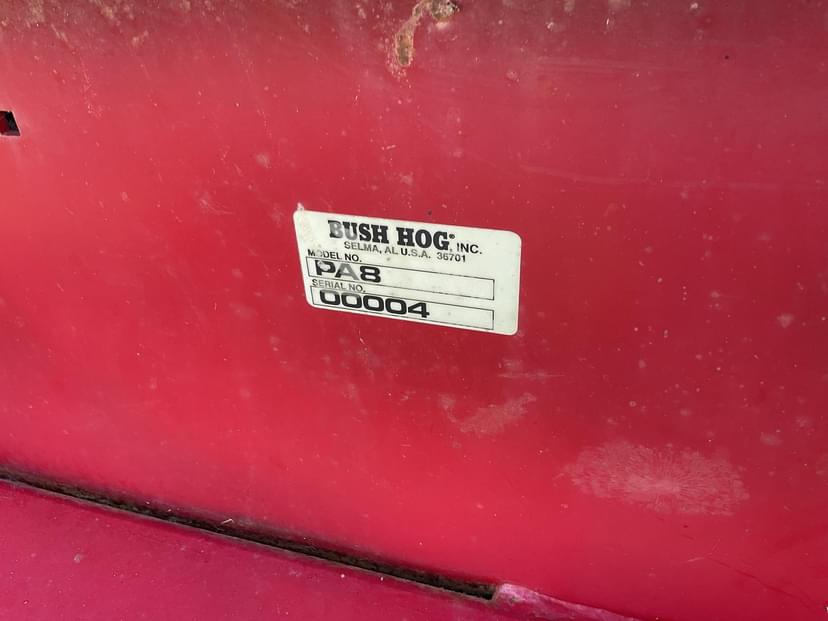 BUSH HOG®, INC.
SELMA, AL U.S.A. 36701
MODEL NO.
PA8
SERIAL NO.
00004